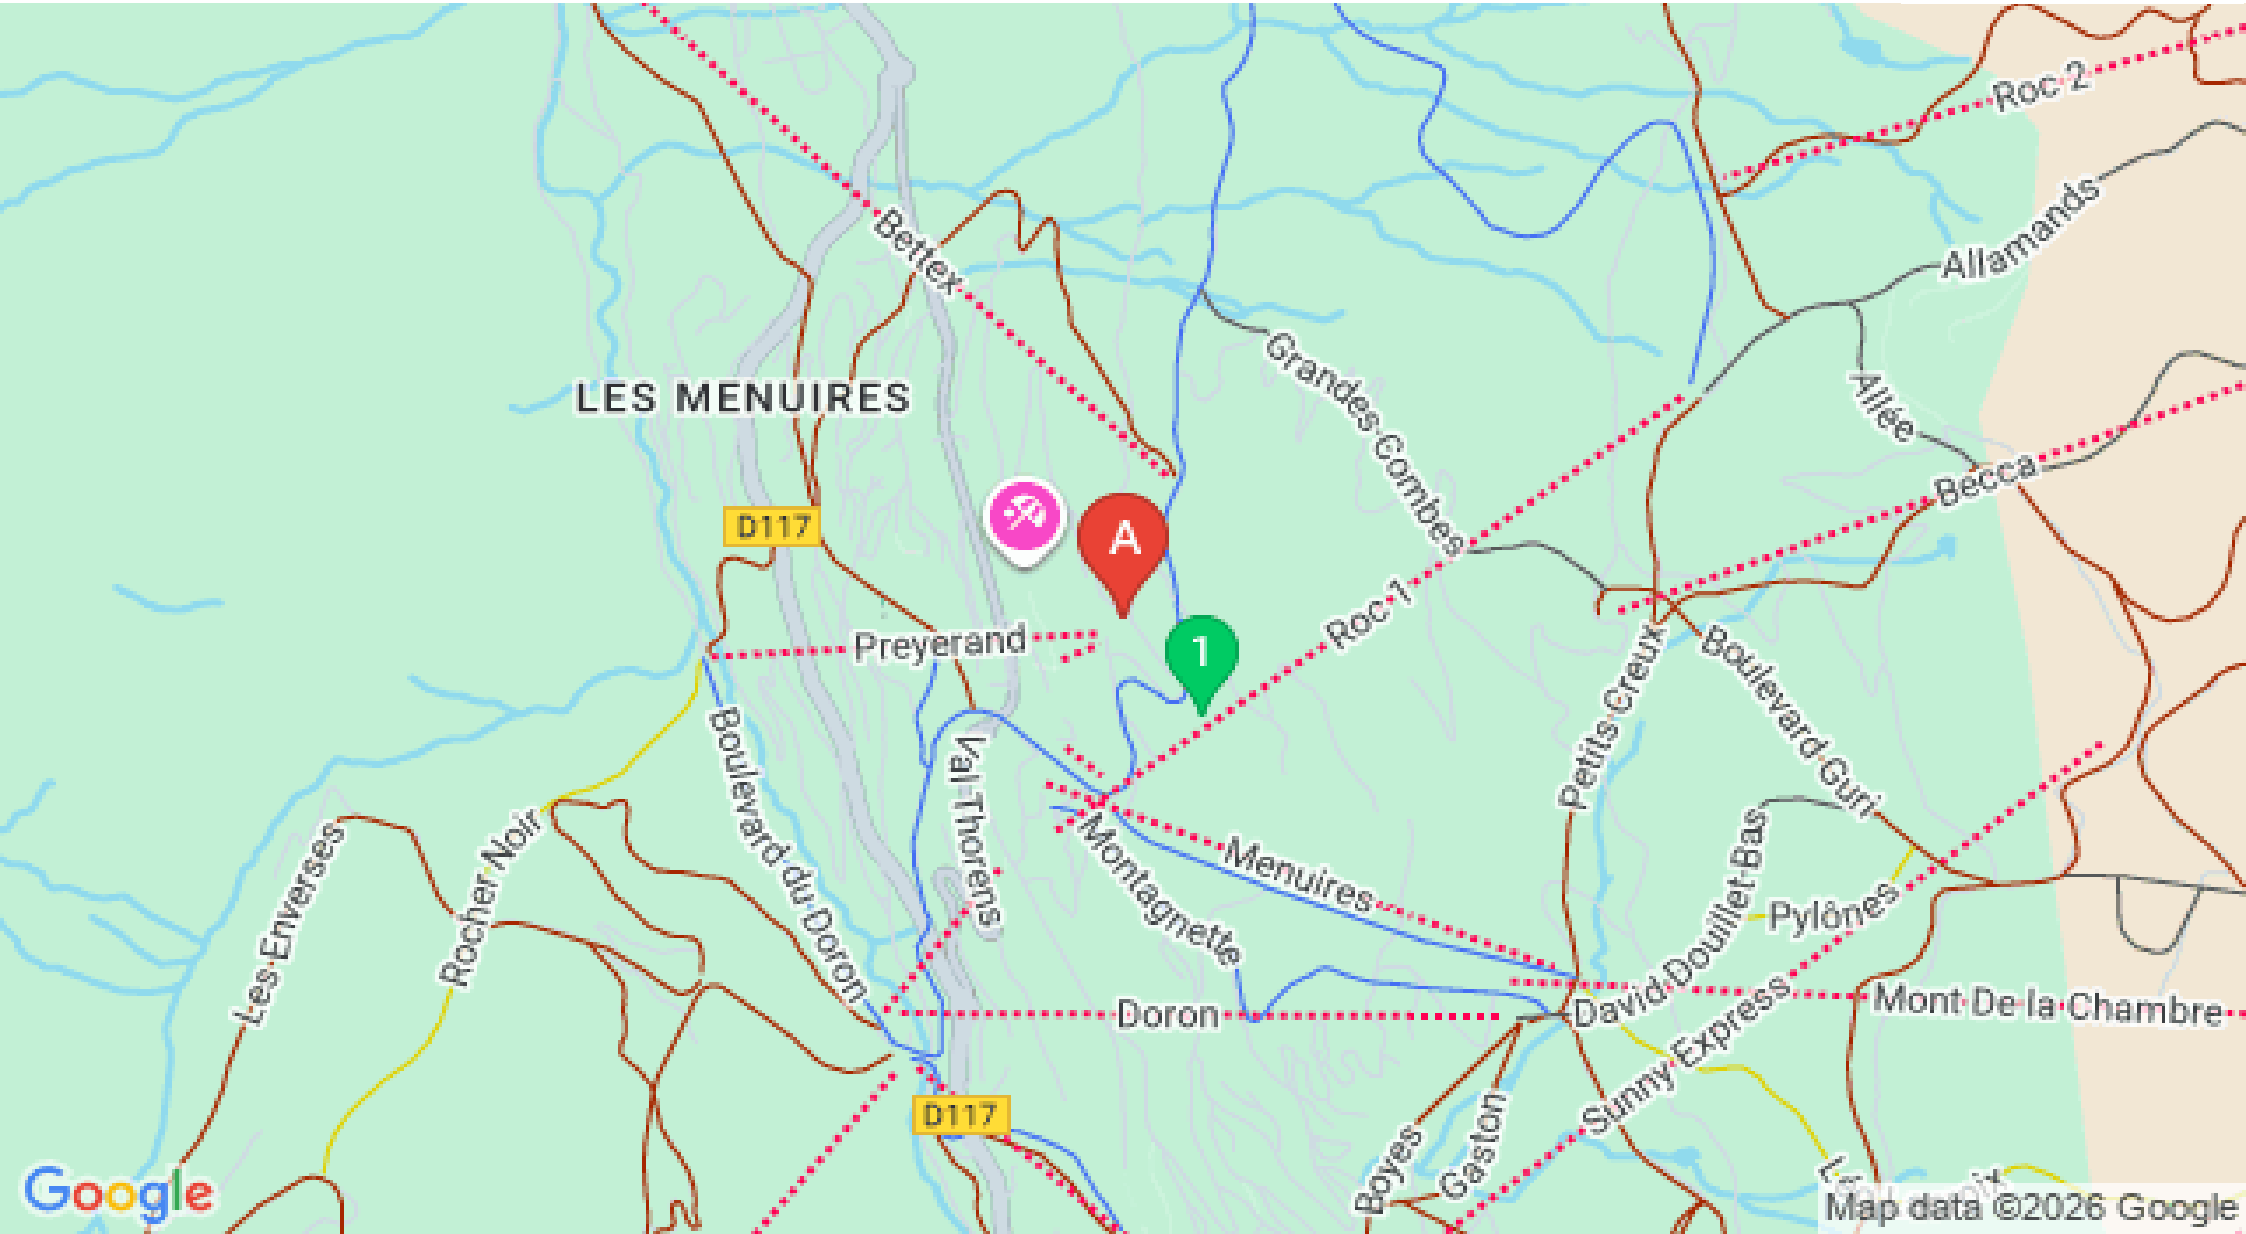 Roc 2
Allamands
Bettex
Grandes Combes
LES MENUIRES
Allée
Becca
D117
A
Roc 1
Preyerand
1
Petits Creux
Boulevard Guri
Boulevard du Doron
Val Thorens
Montagnette
Menuires
Les Enverses
Rocher Noir
David Douillet Bas
Pylônes
Doron
Mont De la Chambre
Sunny Express
D117
Boyes
Gaston
Google
Map data ©2026 Google